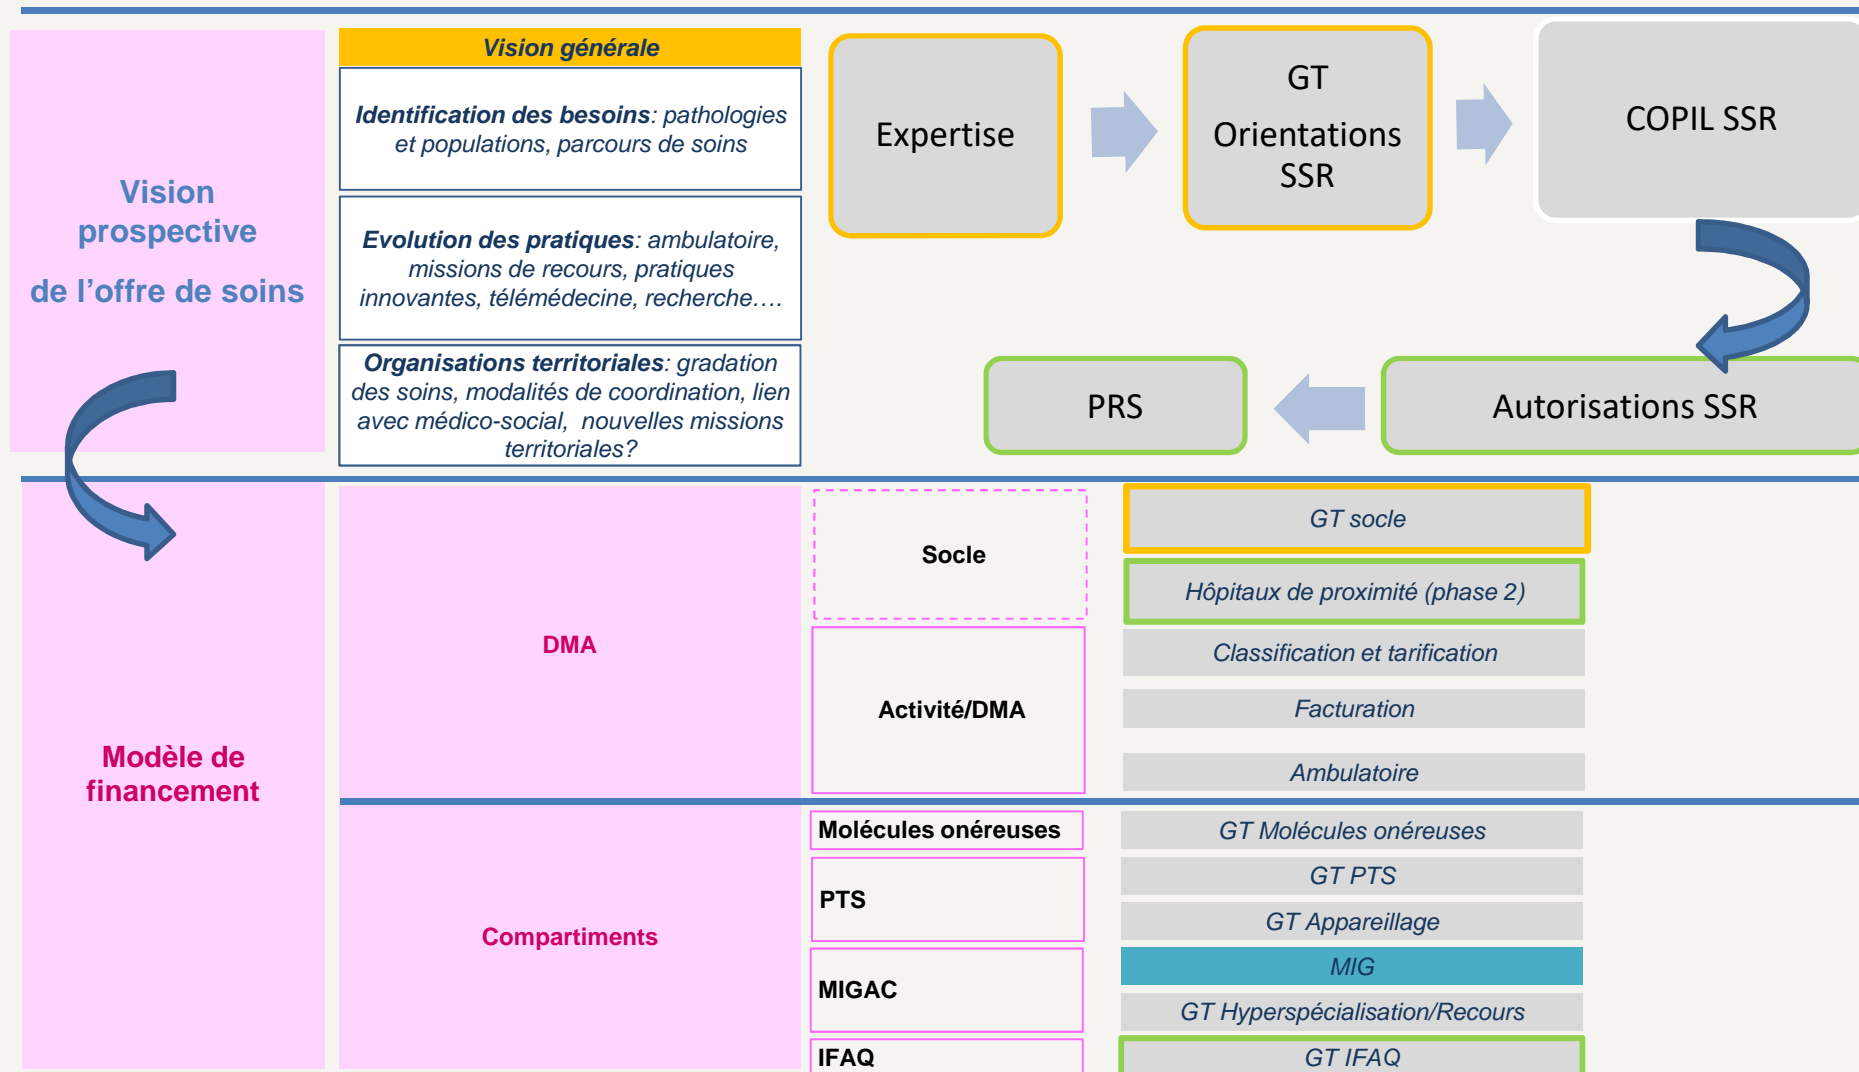 Vision
prospective
de l'offre de soins
Vision générale
Identification des besoins: pathologies
et populations, parcours de soins
Evolution des pratiques: ambulatoire,
missions de recours, pratiques
innovantes, télémédecine, recherche….
Organisations territoriales: gradation
des soins, modalités de coordination, lien
avec médico-social, nouvelles missions
territoriales?
Expertise
GT
Orientations
SSR
COPIL SSR
Autorisations SSR
PRS
Modèle de
financement
DMA
Socle
GT socle
Hôpitaux de proximité (phase 2)
Activité/DMA
Classification et tarification
Facturation
Ambulatoire
Compartiments
Molécules onéreuses
GT Molécules onéreuses
PTS
GT PTS
GT Appareillage
MIGAC
MIG
GT Hyperspécialisation/Recours
IFAQ
GT IFAQ